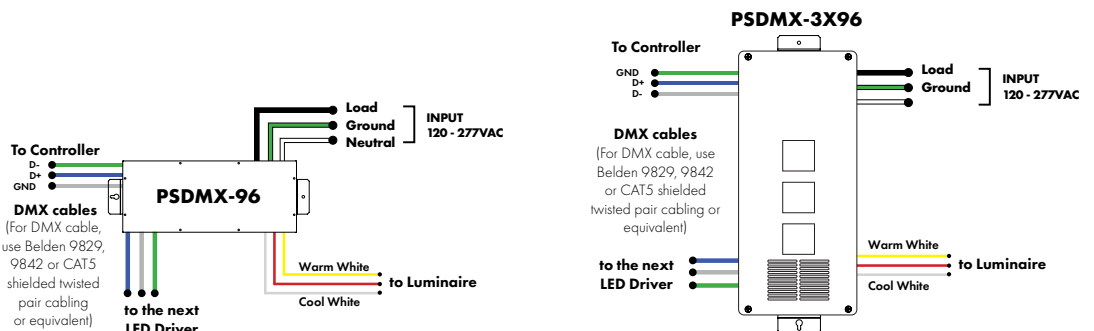 Load
Ground
Neutral
INPUT
120 - 277VAC
To Controller
D-
D+
GND
PSDMX-96
DMX cables
(For DMX cable,
use Belden 9829,
9842 or CAT5
shielded twisted
pair cabling
or equivalent)
to the next
LED Driver
Warm White
Cool White
to Luminaire
PSDMX-3X96
To Controller
GND
D+
D-
Load
Ground
INPUT
120 - 277VAC
DMX cables
(For DMX cable, use
Belden 9829, 9842
or CAT5 shielded
twisted pair cabling or
equivalent)
to the next
LED Driver
Warm White
Cool White
to Luminaire